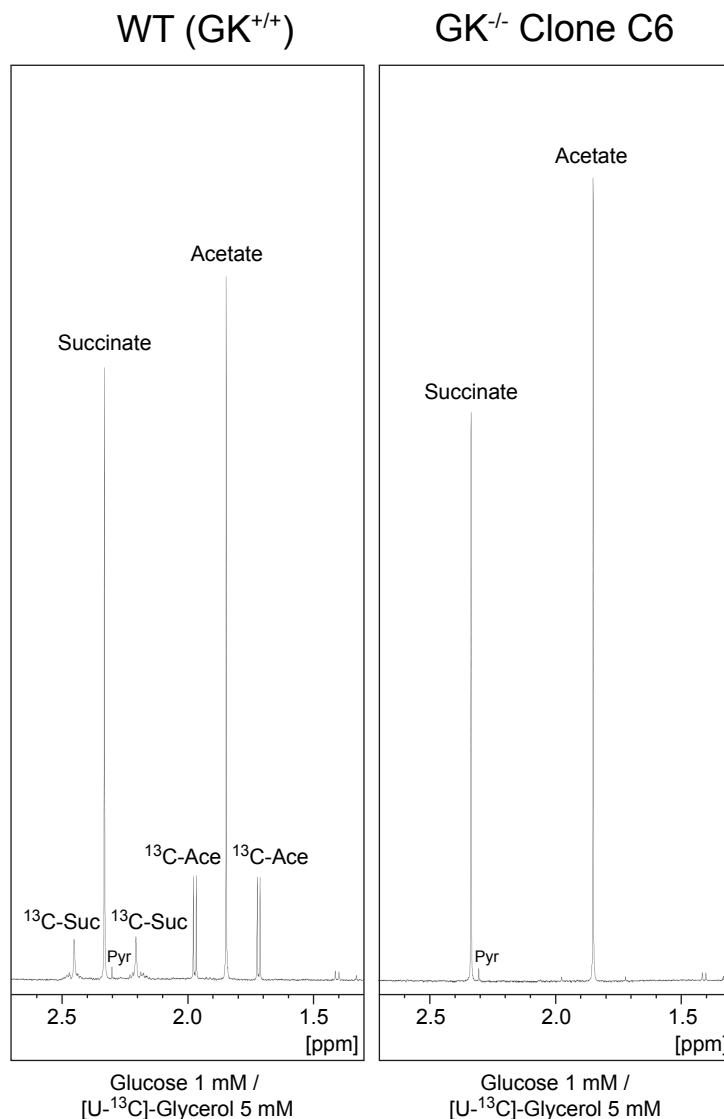 WT (GK+/+)
GK-/- Clone C6
Acetate
Succinate
13C-Ace 13C-Ace
13C-Suc 13C-Suc
Pyr
2.5 2.0 1.5
[ppm]
Glucose 1 mM /
[U-13C]-Glycerol 5 mM
Acetate
Succinate
Pyr
2.5 2.0 1.5
[ppm]
Glucose 1 mM /
[U-13C]-Glycerol 5 mM